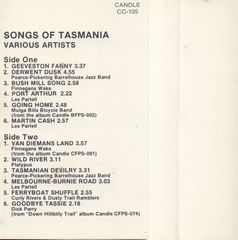 CANDLE
CC-105
SONGS OF TASMANIA
VARIOUS ARTISTS
Side One
1. GEEVESTON FANNY 3.37
2. DERWENT DUSK 4.55
Pearce-Pickering Barrelhouse Jazz Band
3. BUSH MILL SONG 2.58
Finnegans Wake
4. PORT ARTHUR 2.22
Les Partell
5. GOING HOME 2.48
Mulga Bills Bicycle Band
(from the album Candle BFPS-002)
6. MARTIN CASH 2.57
Les Partell
Side Two
1. VAN DIEMANS LAND 3.57
Finnegans Wake
(from the album Candle CFPS-091)
2. WILD RIVER 3.11
Platypus
3. TASMANIAN DEVILRY 3.31
Pearce-Pickering Barrelhouse Jazz Band
4. MELBOURNE-BURNIE ROAD 3.03
Les Partell
5. FERRYBOAT SHUFFLE 2.55
Curly Rivers & Dusty Trail Ramblers
6. GOODBYE TASSIE 2.18
Dick Parry
(from "Down Hillbilly Trail" album Candle CFPS-074)